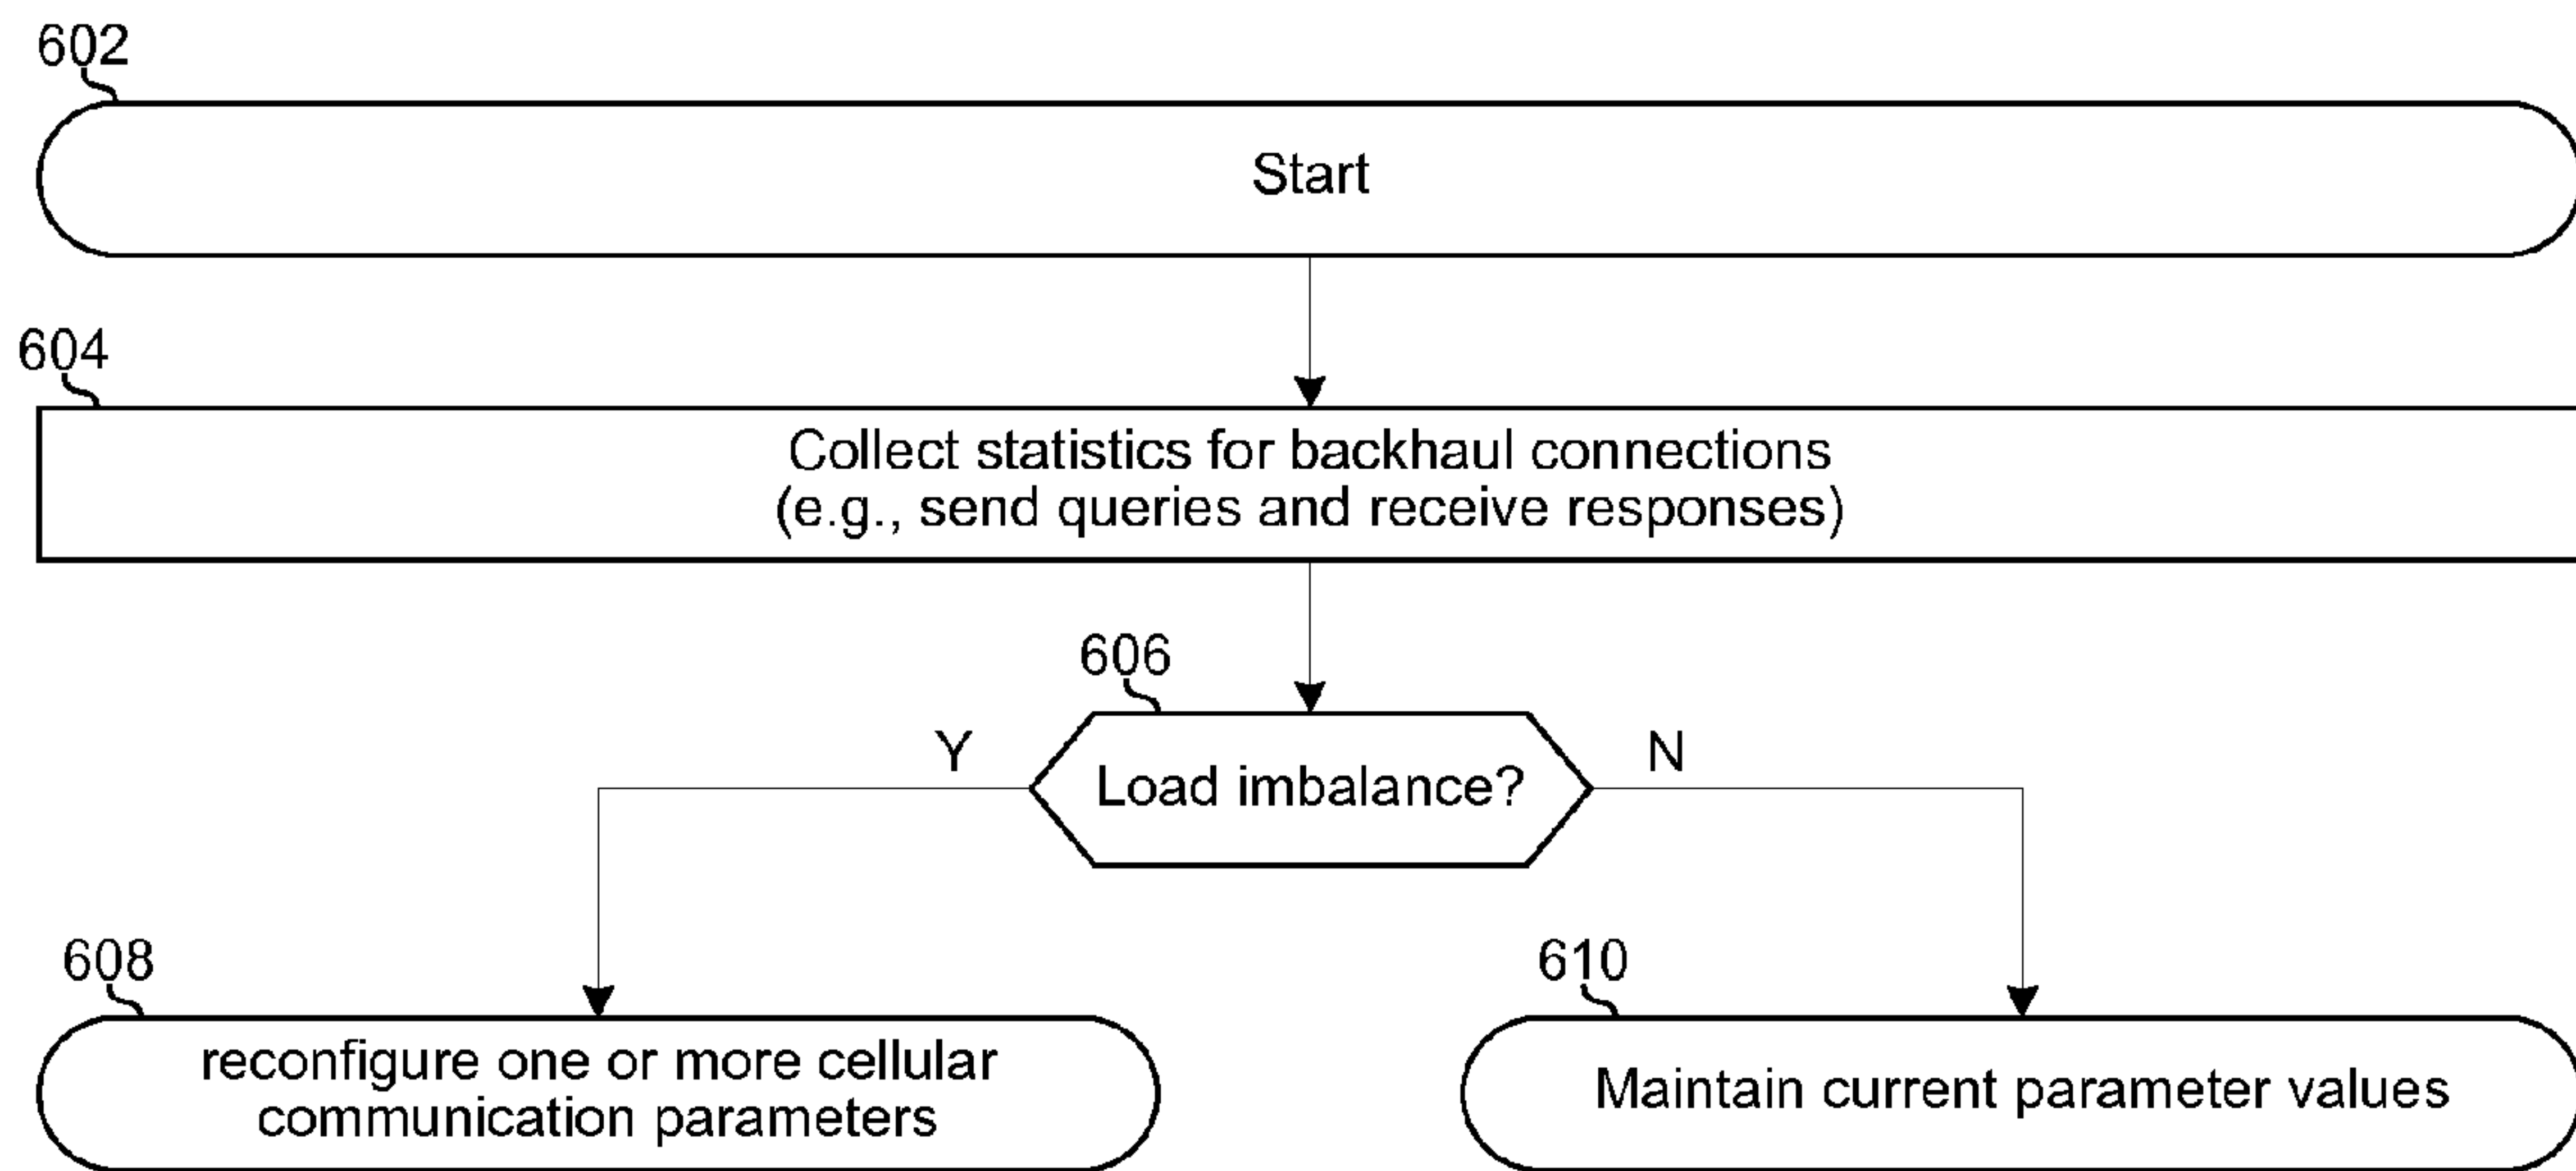 602
Start
604
Collect statistics for backhaul connections
(e.g., send queries and receive responses)
606
Y
Load imbalance?
N
608
reconfigure one or more cellular
communication parameters
610
Maintain current parameter values